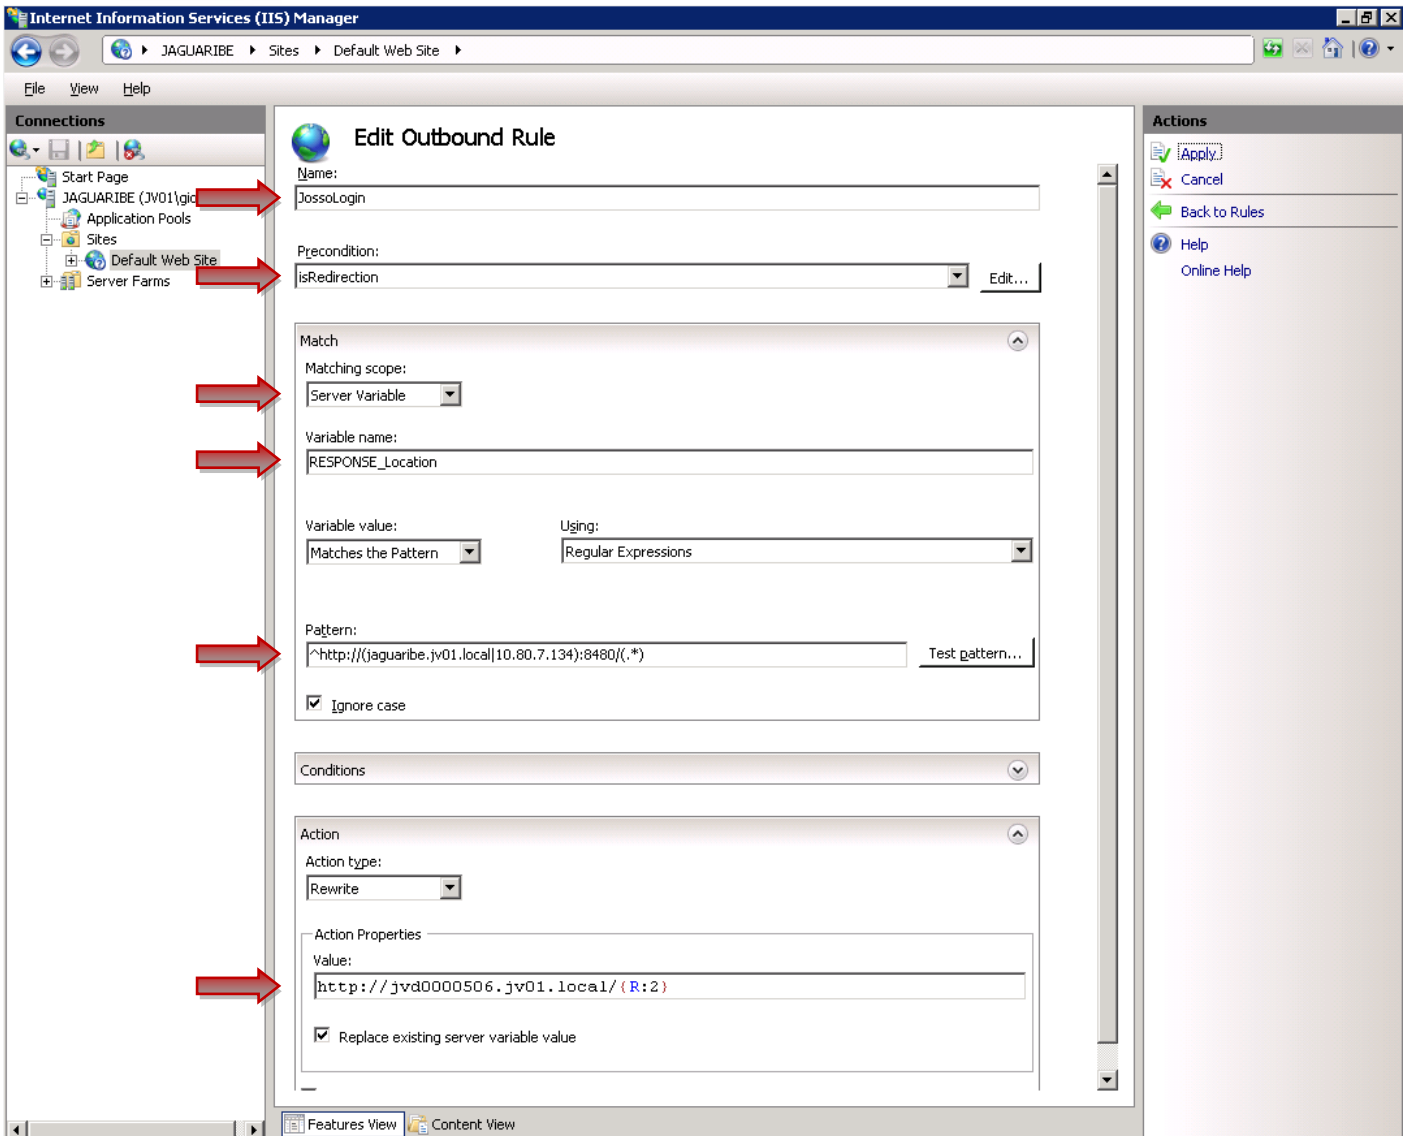 Internet Information Services (IIS) Manager
JAGUARIBE Sites Default Web Site
File View Help
Connections
Start Page
JAGUARIBE (JV01\gio
Application Pools
Sites
Default Web Site
Server Farms
Edit Outbound Rule
Name:
JossoLogin
Precondition:
isRedirection
Edit...
Match
Matching scope:
Server Variable
Variable name:
RESPONSE_Location
Variable value: Using:
Matches the Pattern Regular Expressions
Pattern:
^http://(jaguaribe.jv01.local|10.80.7.134):8480/(.*)
Test pattern...
Ignore case
Conditions
Action
Action type:
Rewrite
Action Properties
Value:
http://jvd0000506.jv01.local/{R:2}
Replace existing server variable value
Features View Content View
Actions
Apply
Cancel
Back to Rules
Help
Online Help